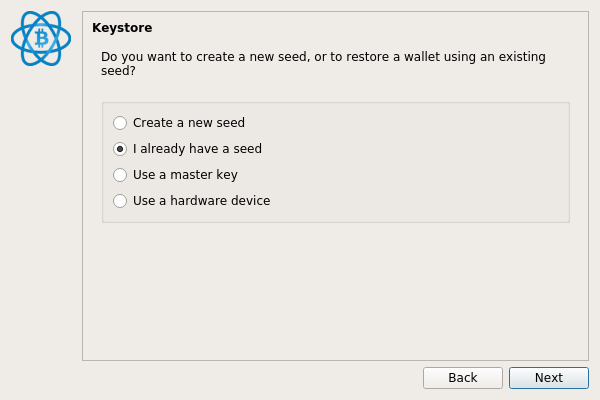 Keystore
Do you want to create a new seed, or to restore a wallet using an existing
seed?
Create a new seed
I already have a seed
Use a master key
Use a hardware device
Back
Next